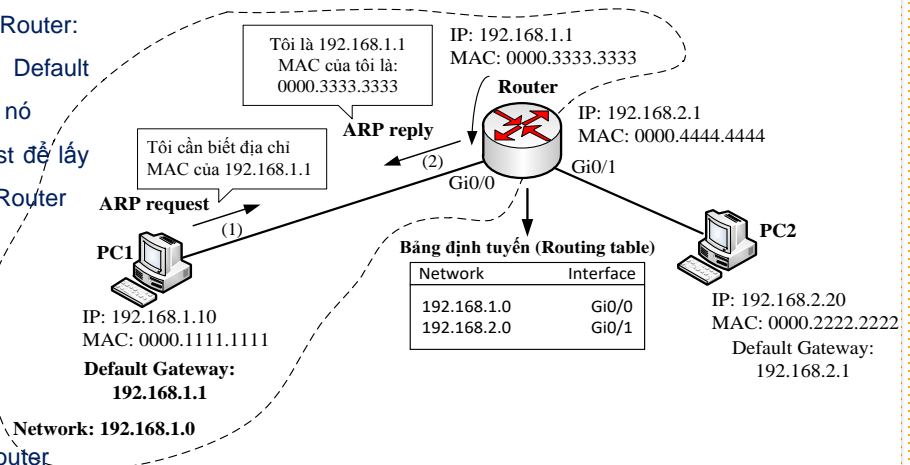 Router:
Default
nó
st để lấy
Router
outer
Tôi là 192.168.1.1
MAC của tôi là:
0000.3333.3333
IP: 192.168.1.1
MAC: 0000.3333.3333
Router
IP: 192.168.2.1
MAC: 0000.4444.4444
ARP reply
(2)
Gi0/0
Gi0/1
Tôi cần biết địa chỉ
MAC của 192.168.1.1
ARP request
(1)
PC1
IP: 192.168.1.10
MAC: 0000.1111.1111
Default Gateway:
192.168.1.1
Network: 192.168.1.0
Bảng định tuyến (Routing table)
Network Interface
192.168.1.0 Gi0/0
192.168.2.0 Gi0/1
PC2
IP: 192.168.2.20
MAC: 0000.2222.2222
Default Gateway:
192.168.2.1